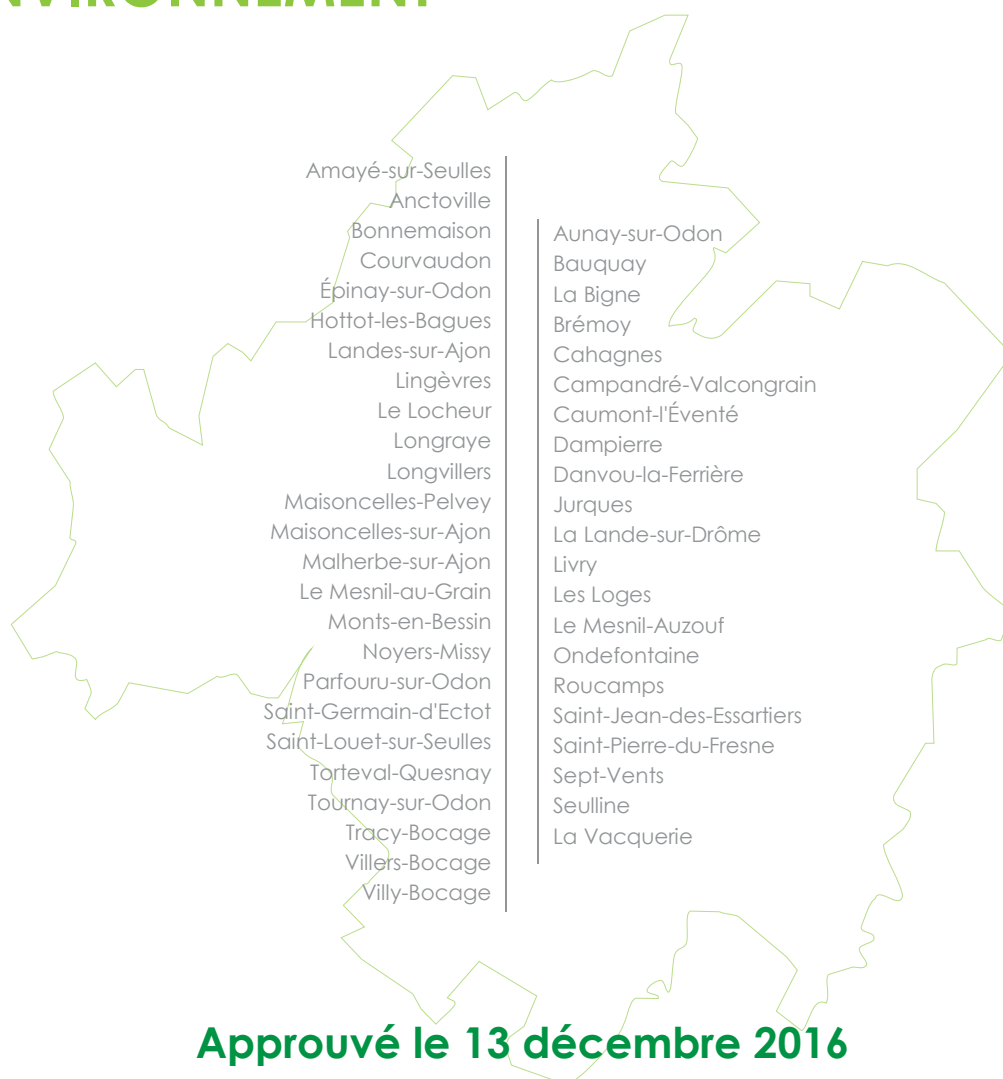 Amayé-sur-Seulles
Anctoville
Bonnemaison
Courvaudon
Épinay-sur-Odon
Hottot-les-Bagues
Landes-sur-Ajon
Lingèvres
Le Locheur
Longraye
Longvillers
Maisoncelles-Pelvey
Maisoncelles-sur-Ajon
Malherbe-sur-Ajon
Le Mesnil-au-Grain
Monts-en-Bessin
Noyers-Missy
Parfouru-sur-Odon
Saint-Germain-d'Ectot
Saint-Louet-sur-Seulles
Torteval-Quesnay
Tournay-sur-Odon
Tracy-Bocage
Villers-Bocage
Villy-Bocage
Aunay-sur-Odon
Bauquay
La Bigne
Brémoy
Cahagnes
Campandré-Valcongrain
Caumont-l'Éventé
Dampierre
Danvou-la-Ferrière
Jurques
La Lande-sur-Drôme
Livry
Les Loges
Le Mesnil-Auzouf
Ondefontaine
Roucamps
Saint-Jean-des-Essartiers
Saint-Pierre-du-Fresne
Sept-Vents
Seulline
La Vacquerie
Approuvé le 13 décembre 2016